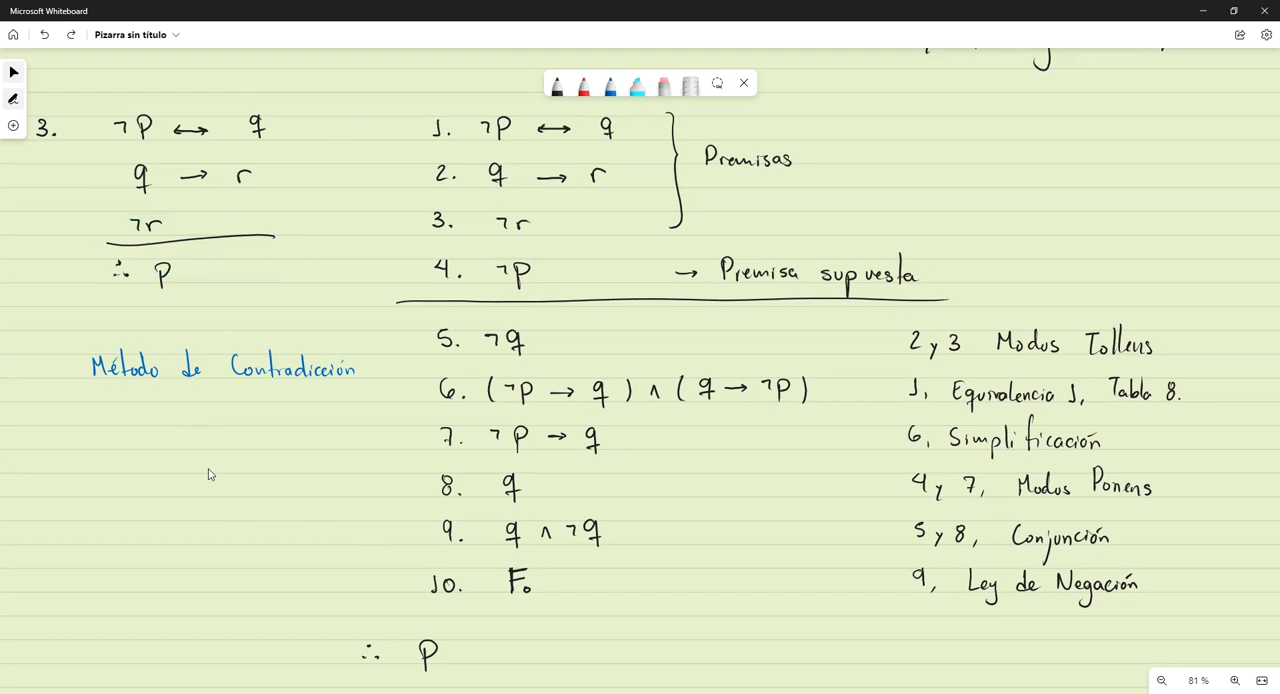 Microsoft Whiteboard
Pizarra sin título
3. ¬p ↔ q
q → r
¬r
∴ p
1. ¬p ↔ q
2. q → r
3. ¬r
Premisas
4. ¬p → Premisa supuesta
Método de Contradicción
5. ¬q 2 y 3 Modus Tollens
6. (¬p → q) ∧ (q → ¬p) 1, Equivalencia 1, Tabla 8.
7. ¬p → q 6, Simplificación
8. q 4 y 7, Modus Ponens
9. q ∧ ¬q 5 y 8, Conjunción
10. F₀ 9, Ley de Negación
∴ p
81 %